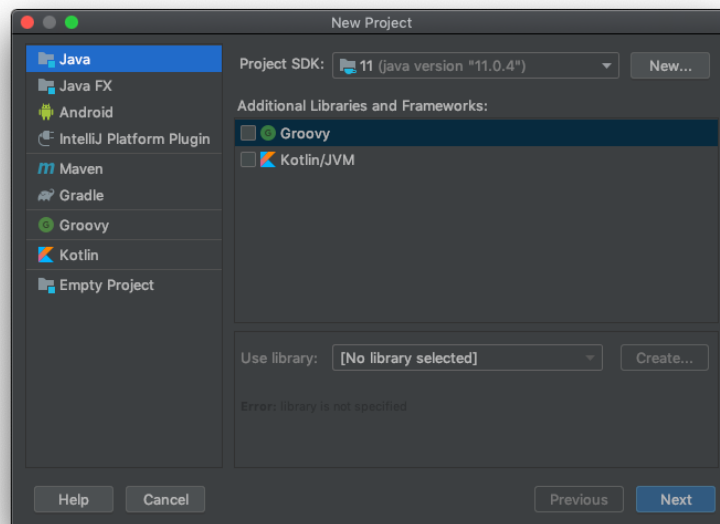 New Project
Java
Java FX
Android
IntelliJ Platform Plugin
Maven
Gradle
Groovy
Kotlin
Empty Project
Project SDK: 11 (java version "11.0.4") New...
Additional Libraries and Frameworks:
Groovy
Kotlin/JVM
Use library: [No library selected] Create...
Error: library is not specified
Help Cancel Previous Next